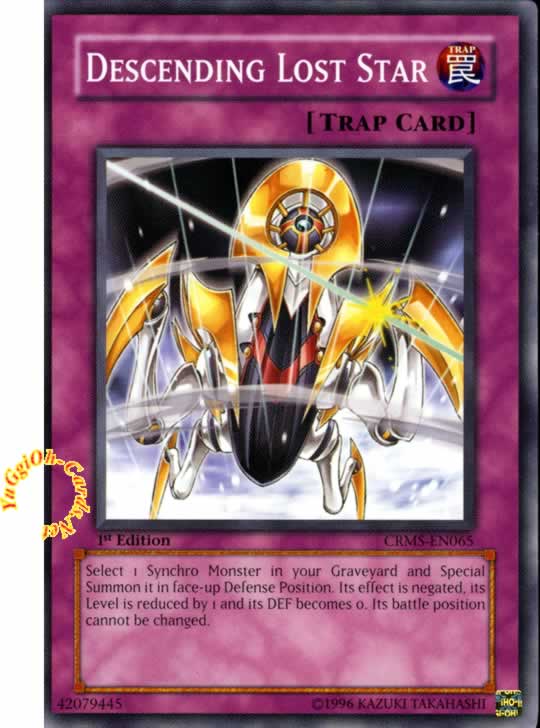 DESCENDING LOST STAR
TRAP
罠
[TRAP CARD]
YuGgiOh-Cards.Net
1st Edition
CRMS-EN065
Select 1 Synchro Monster in your Graveyard and Special
Summon it in face-up Defense Position. Its effect is negated, its
Level is reduced by 1 and its DEF becomes 0. Its battle position
cannot be changed.
42079445
©1996 KAZUKI TAKAHASHI